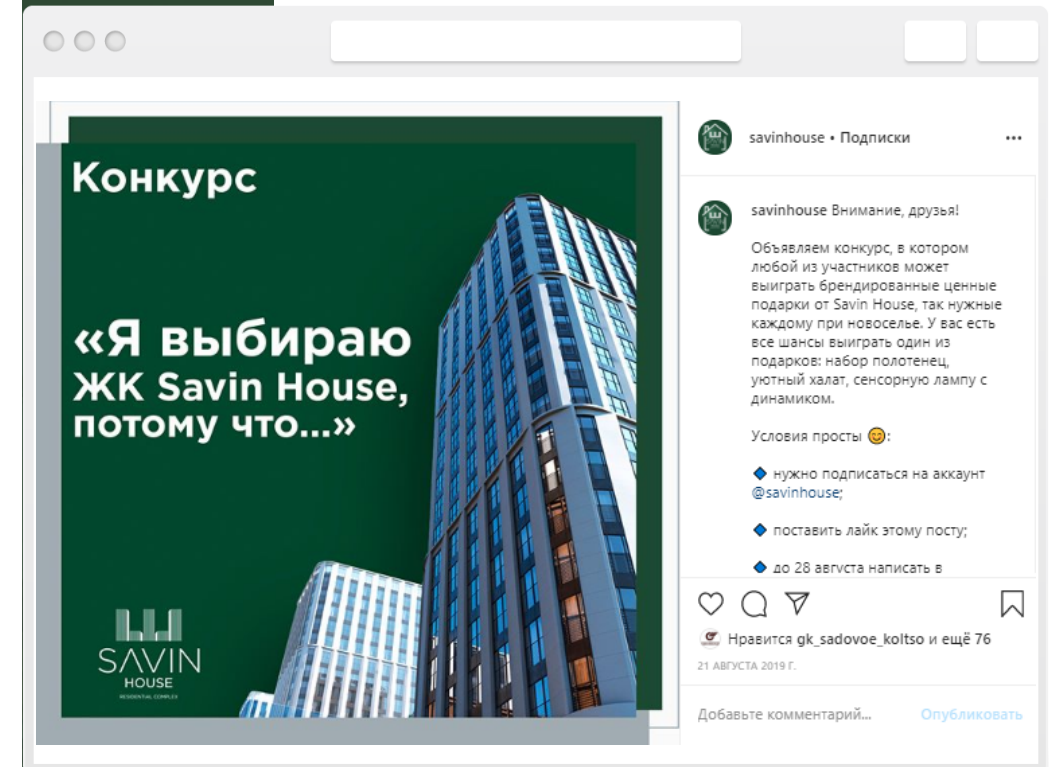 Конкурс
«Я выбираю
ЖК Savin House,
потому что...»
SAVIN
HOUSE
RESIDENTIAL COMPLEX
savinhouse • Подписки
savinhouse Внимание, друзья!
Объявляем конкурс, в котором
любой из участников может
выиграть брендированные ценные
подарки от Savin House, так нужные
каждому при новоселье. У вас есть
все шансы выиграть один из
подарков: набор полотенец,
уютный халат, сенсорную лампу с
динамиком.
Условия просты 😊:
🔹 нужно подписаться на аккаунт
@savinhouse;
🔹 поставить лайк этому посту;
🔹 до 28 августа написать в
Нравится gk_sadovoe_koltso и ещё 76
21 АВГУСТА 2019 Г.
Добавьте комментарий... Опубликовать